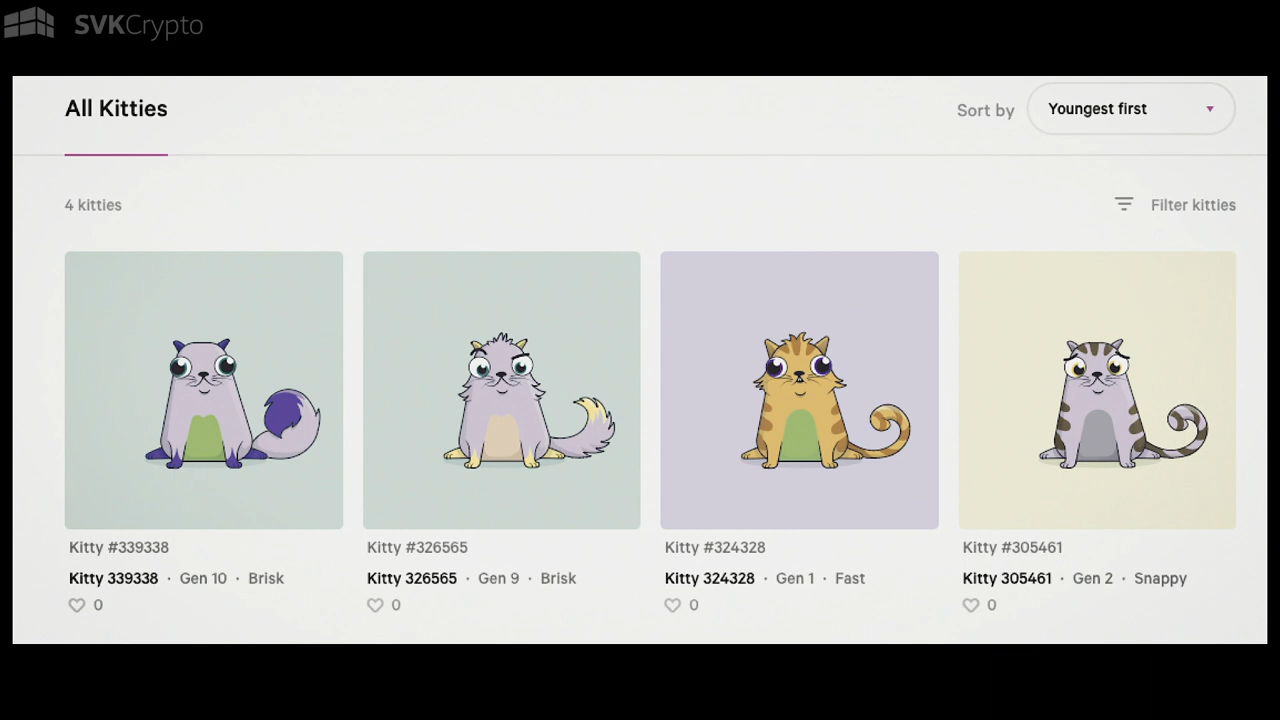 SVKCrypto
All Kitties
Sort by
Youngest first
4 kitties
Filter kitties
Kitty #339338
Kitty 339338 · Gen 10 · Brisk
0
Kitty #326565
Kitty 326565 · Gen 9 · Brisk
0
Kitty #324328
Kitty 324328 · Gen 1 · Fast
0
Kitty #305461
Kitty 305461 · Gen 2 · Snappy
0